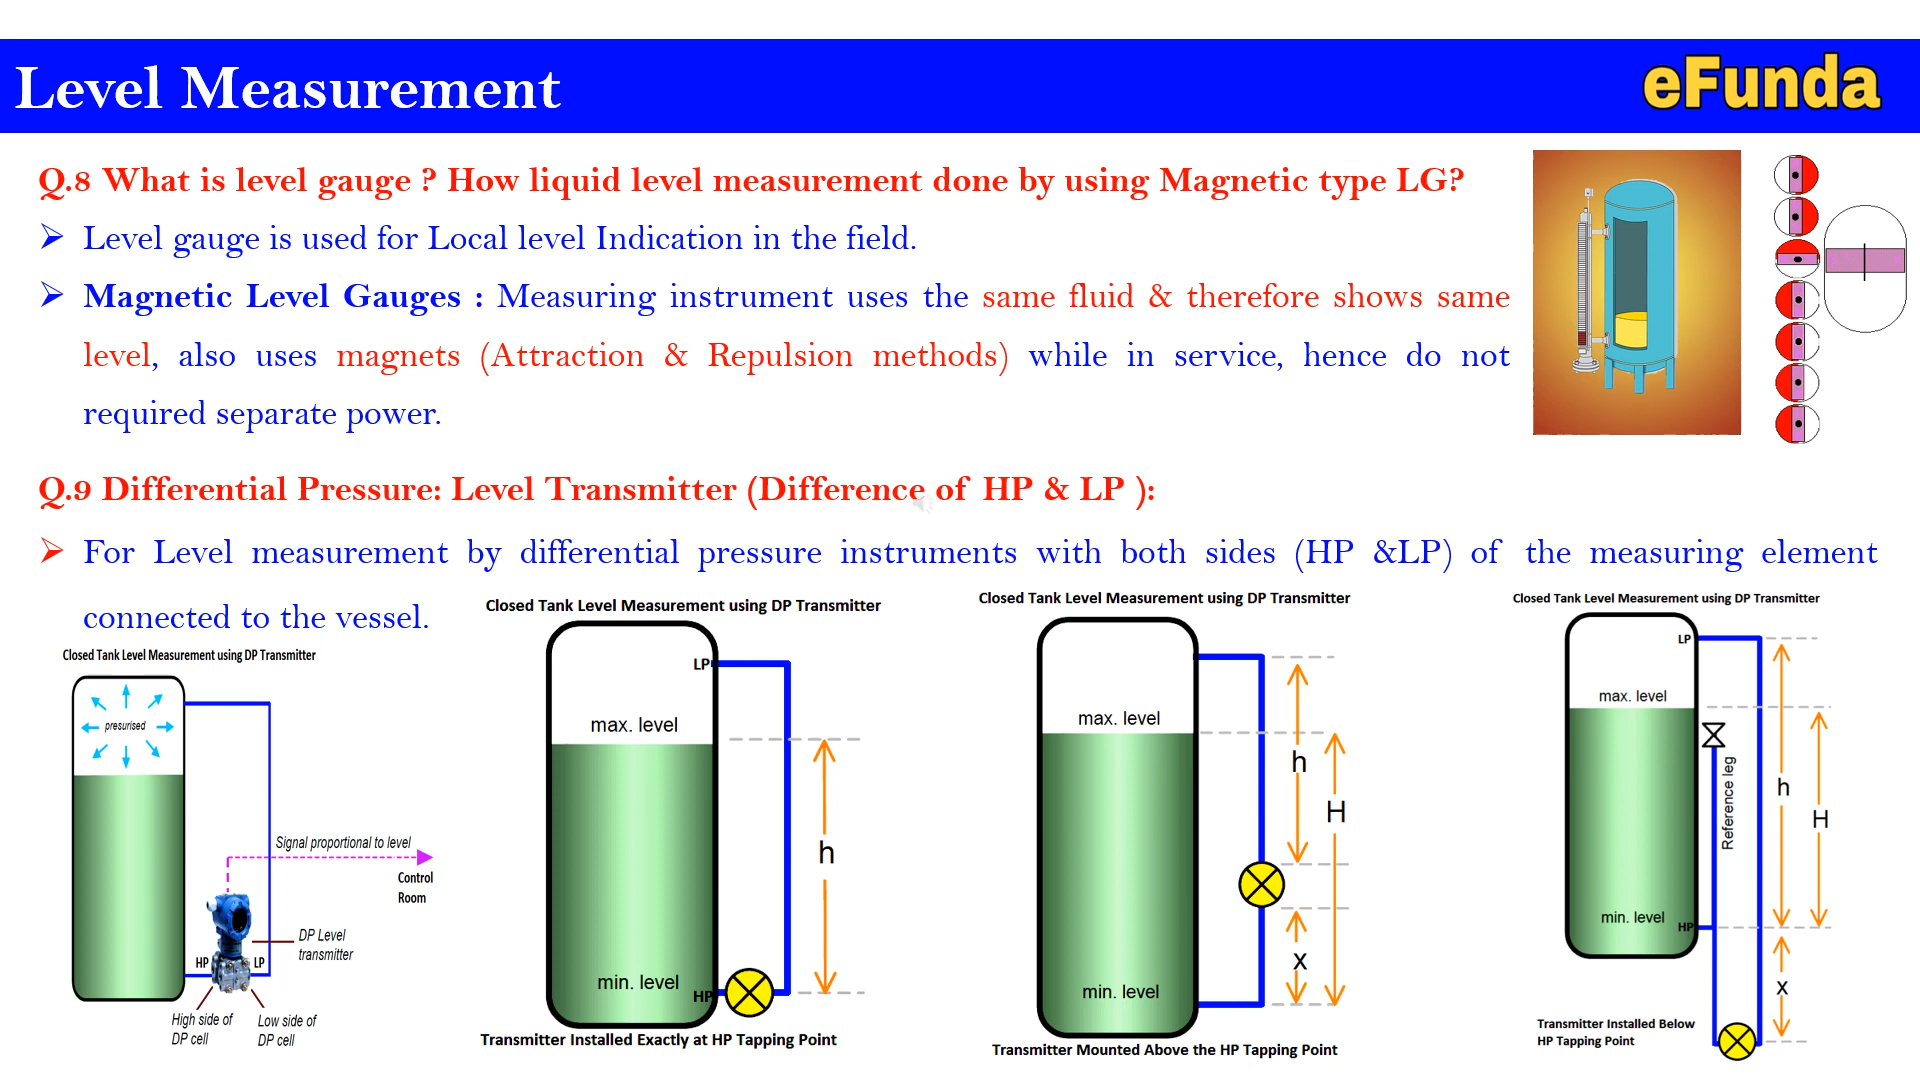 Level Measurement
eFunda
Q.8 What is level gauge ? How liquid level measurement done by using Magnetic type LG?
Level gauge is used for Local level Indication in the field.
Magnetic Level Gauges : Measuring instrument uses the same fluid & therefore shows same
level, also uses magnets (Attraction & Repulsion methods) while in service, hence do not
required separate power.
Q.9 Differential Pressure: Level Transmitter (Difference of HP & LP ):
For Level measurement by differential pressure instruments with both sides (HP &LP) of the measuring element
connected to the vessel.
Closed Tank Level Measurement using DP Transmitter
presurised
Signal proportional to level
Control
Room
DP Level
transmitter
HP
LP
High side of
DP cell
Low side of
DP cell
Closed Tank Level Measurement using DP Transmitter
LP
max. level
h
min. level
HP
Transmitter Installed Exactly at HP Tapping Point
Closed Tank Level Measurement using DP Transmitter
max. level
h
H
x
min. level
Transmitter Mounted Above the HP Tapping Point
Closed Tank Level Measurement using DP Transmitter
LP
max. level
Reference leg
h
H
min. level
HP
x
Transmitter Installed Below
HP Tapping Point